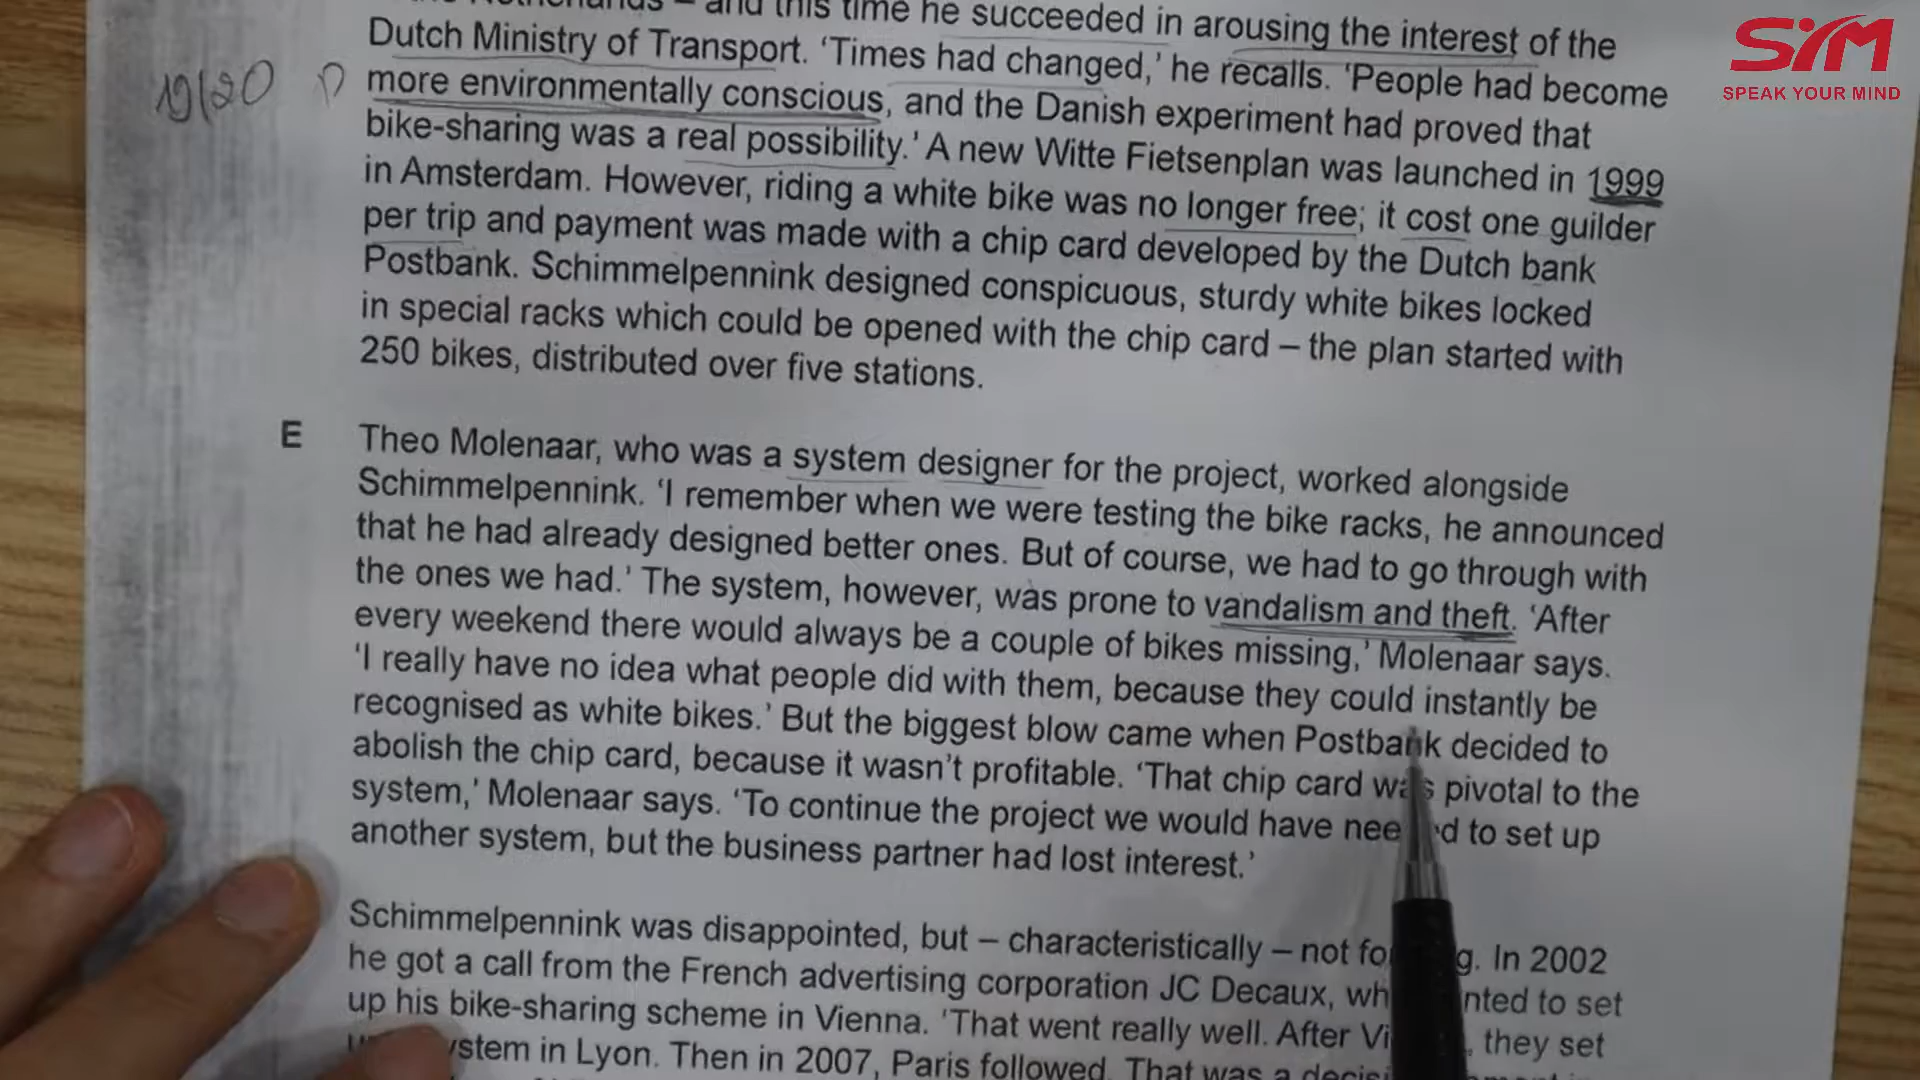 SIM
SPEAK YOUR MIND
and this time he succeeded in arousing the interest of the
Dutch Ministry of Transport. ‘Times had changed,’ he recalls. ‘People had become
19/20 D more environmentally conscious, and the Danish experiment had proved that
bike-sharing was a real possibility.’ A new Witte Fietsenplan was launched in 1999
in Amsterdam. However, riding a white bike was no longer free; it cost one guilder
per trip and payment was made with a chip card developed by the Dutch bank
Postbank. Schimmelpennink designed conspicuous, sturdy white bikes locked
in special racks which could be opened with the chip card – the plan started with
250 bikes, distributed over five stations.
E Theo Molenaar, who was a system designer for the project, worked alongside
Schimmelpennink. ‘I remember when we were testing the bike racks, he announced
that he had already designed better ones. But of course, we had to go through with
the ones we had.’ The system, however, was prone to vandalism and theft. ‘After
every weekend there would always be a couple of bikes missing,’ Molenaar says.
‘I really have no idea what people did with them, because they could instantly be
recognised as white bikes.’ But the biggest blow came when Postbank decided to
abolish the chip card, because it wasn’t profitable. ‘That chip card was pivotal to the
system,’ Molenaar says. ‘To continue the project we would have needed to set up
another system, but the business partner had lost interest.’
Schimmelpennink was disappointed, but – characteristically – not for In 2002
he got a call from the French advertising corporation JC Decaux, to set
up his bike-sharing scheme in Vienna. ‘That went really well. After they set
in Lyon. Then in 2007, Paris followed. That was a